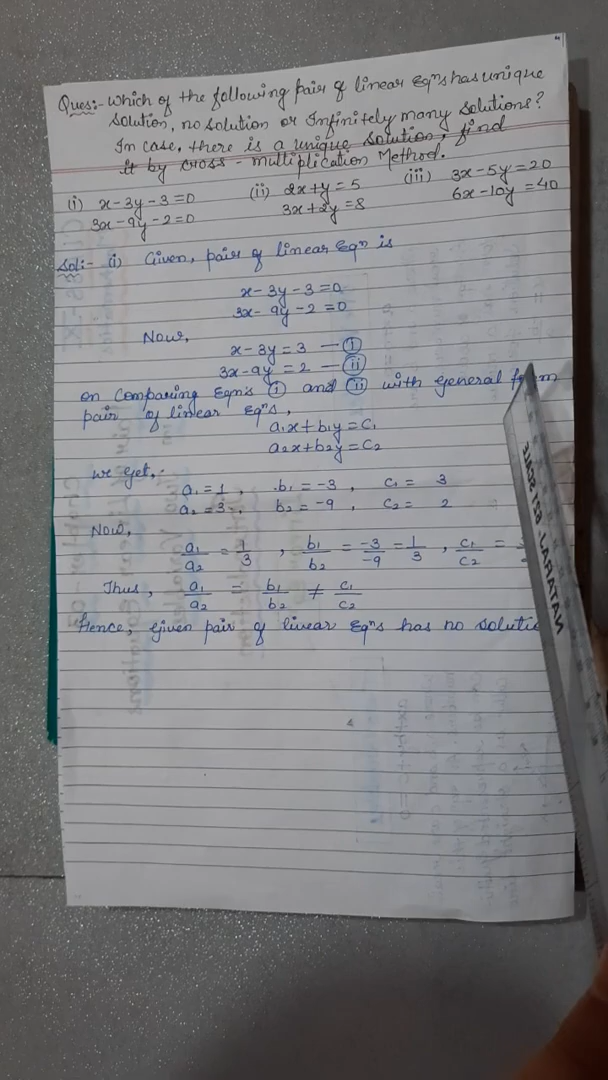 Ques:- Which of the following pair of linear Eqns has unique
solution, no solution or Infinitely many solutions?
In case, there is a unique solution, find
it by cross - multiplication Method.
(i) x-3y-3=0 (ii) 2x+y=5 (iii) 3x-5y=20
3x-9y-2=0 3x+2y=8 6x-10y=40
Sol:- (i) Given, pair of linear Eqn is
x-3y-3=0
3x-9y-2=0
Now,
x-3y=3 —(i)
3x-9y=2 —(ii)
on comparing Eqn's (i) and (ii) with general form
pair of linear Eqns,
a1x+b1y=c1
a2x+b2y=c2
we get,-
a1=1, b1=-3, c1= 3
a2=3, b2=-9, c2= 2
Now,
a1/a2 = 1/3, b1/b2 = -3/-9 = 1/3, c1/c2 =
Thus, a1/a2 = b1/b2 ≠ c1/c2
Hence, given pair of linear Eqns has no
NATARAJ. 621 SCALE